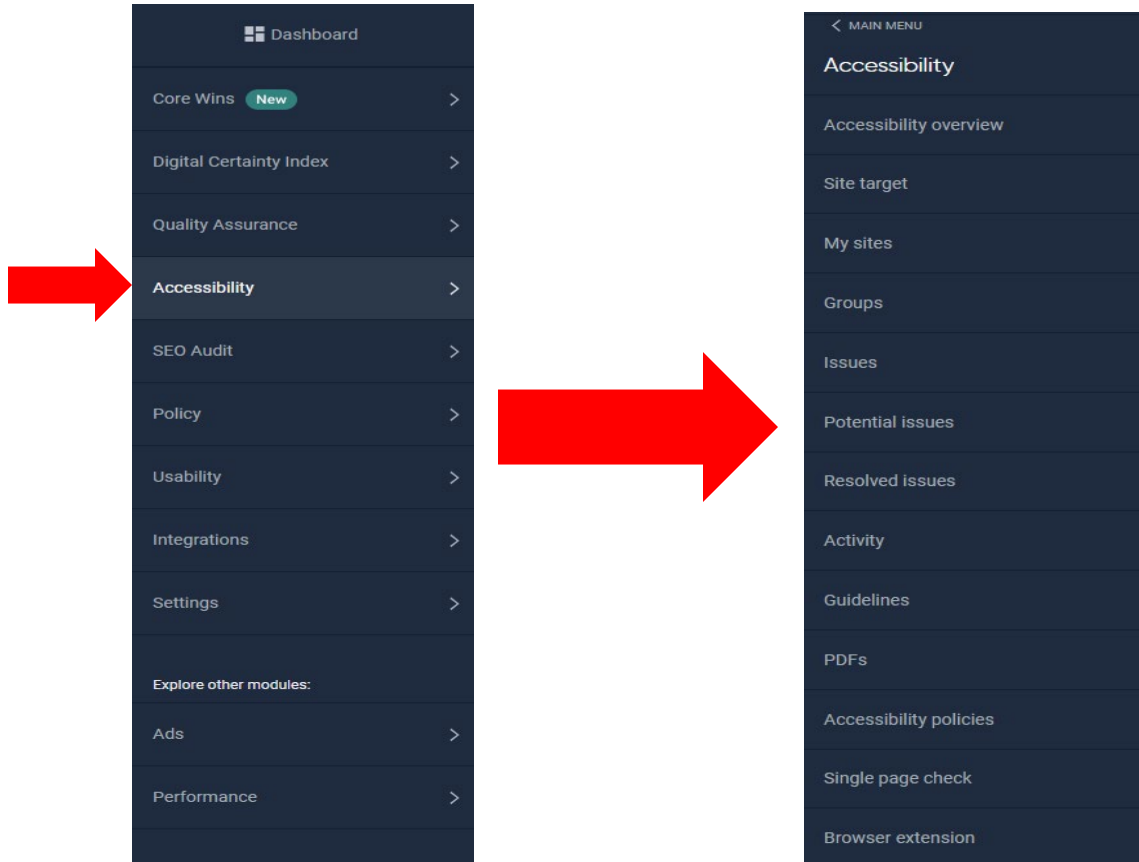 Dashboard
Core Wins New
Digital Certainty Index
Quality Assurance
Accessibility
SEO Audit
Policy
Usability
Integrations
Settings
Explore other modules:
Ads
Performance
MAIN MENU
Accessibility
Accessibility overview
Site target
My sites
Groups
Issues
Potential issues
Resolved issues
Activity
Guidelines
PDFs
Accessibility policies
Single page check
Browser extension